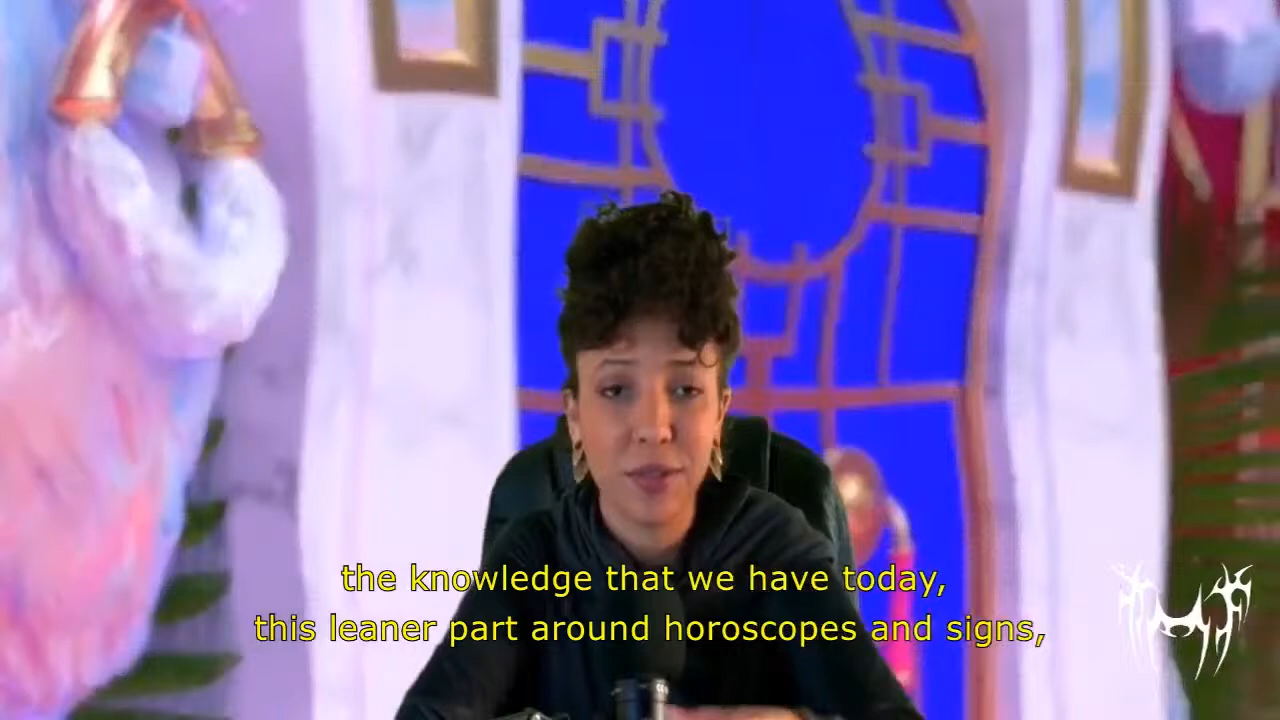 the knowledge that we have today,
this leaner part around horoscopes and signs,